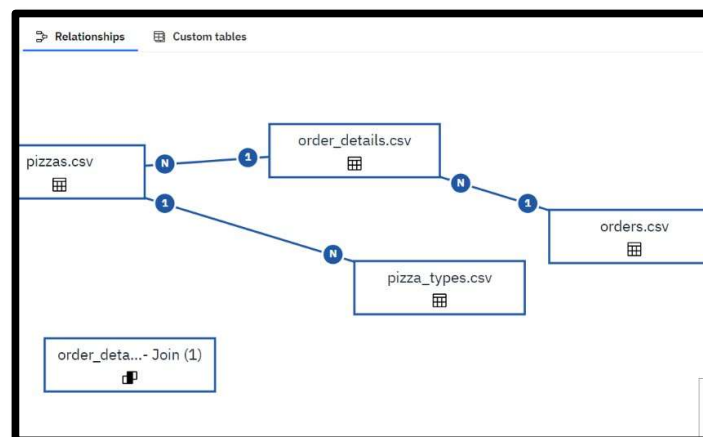 Relationships
Custom tables
order_details.csv
pizzas.csv
N
1
N
1
1
orders.csv
N
pizza_types.csv
order_deta...- Join (1)